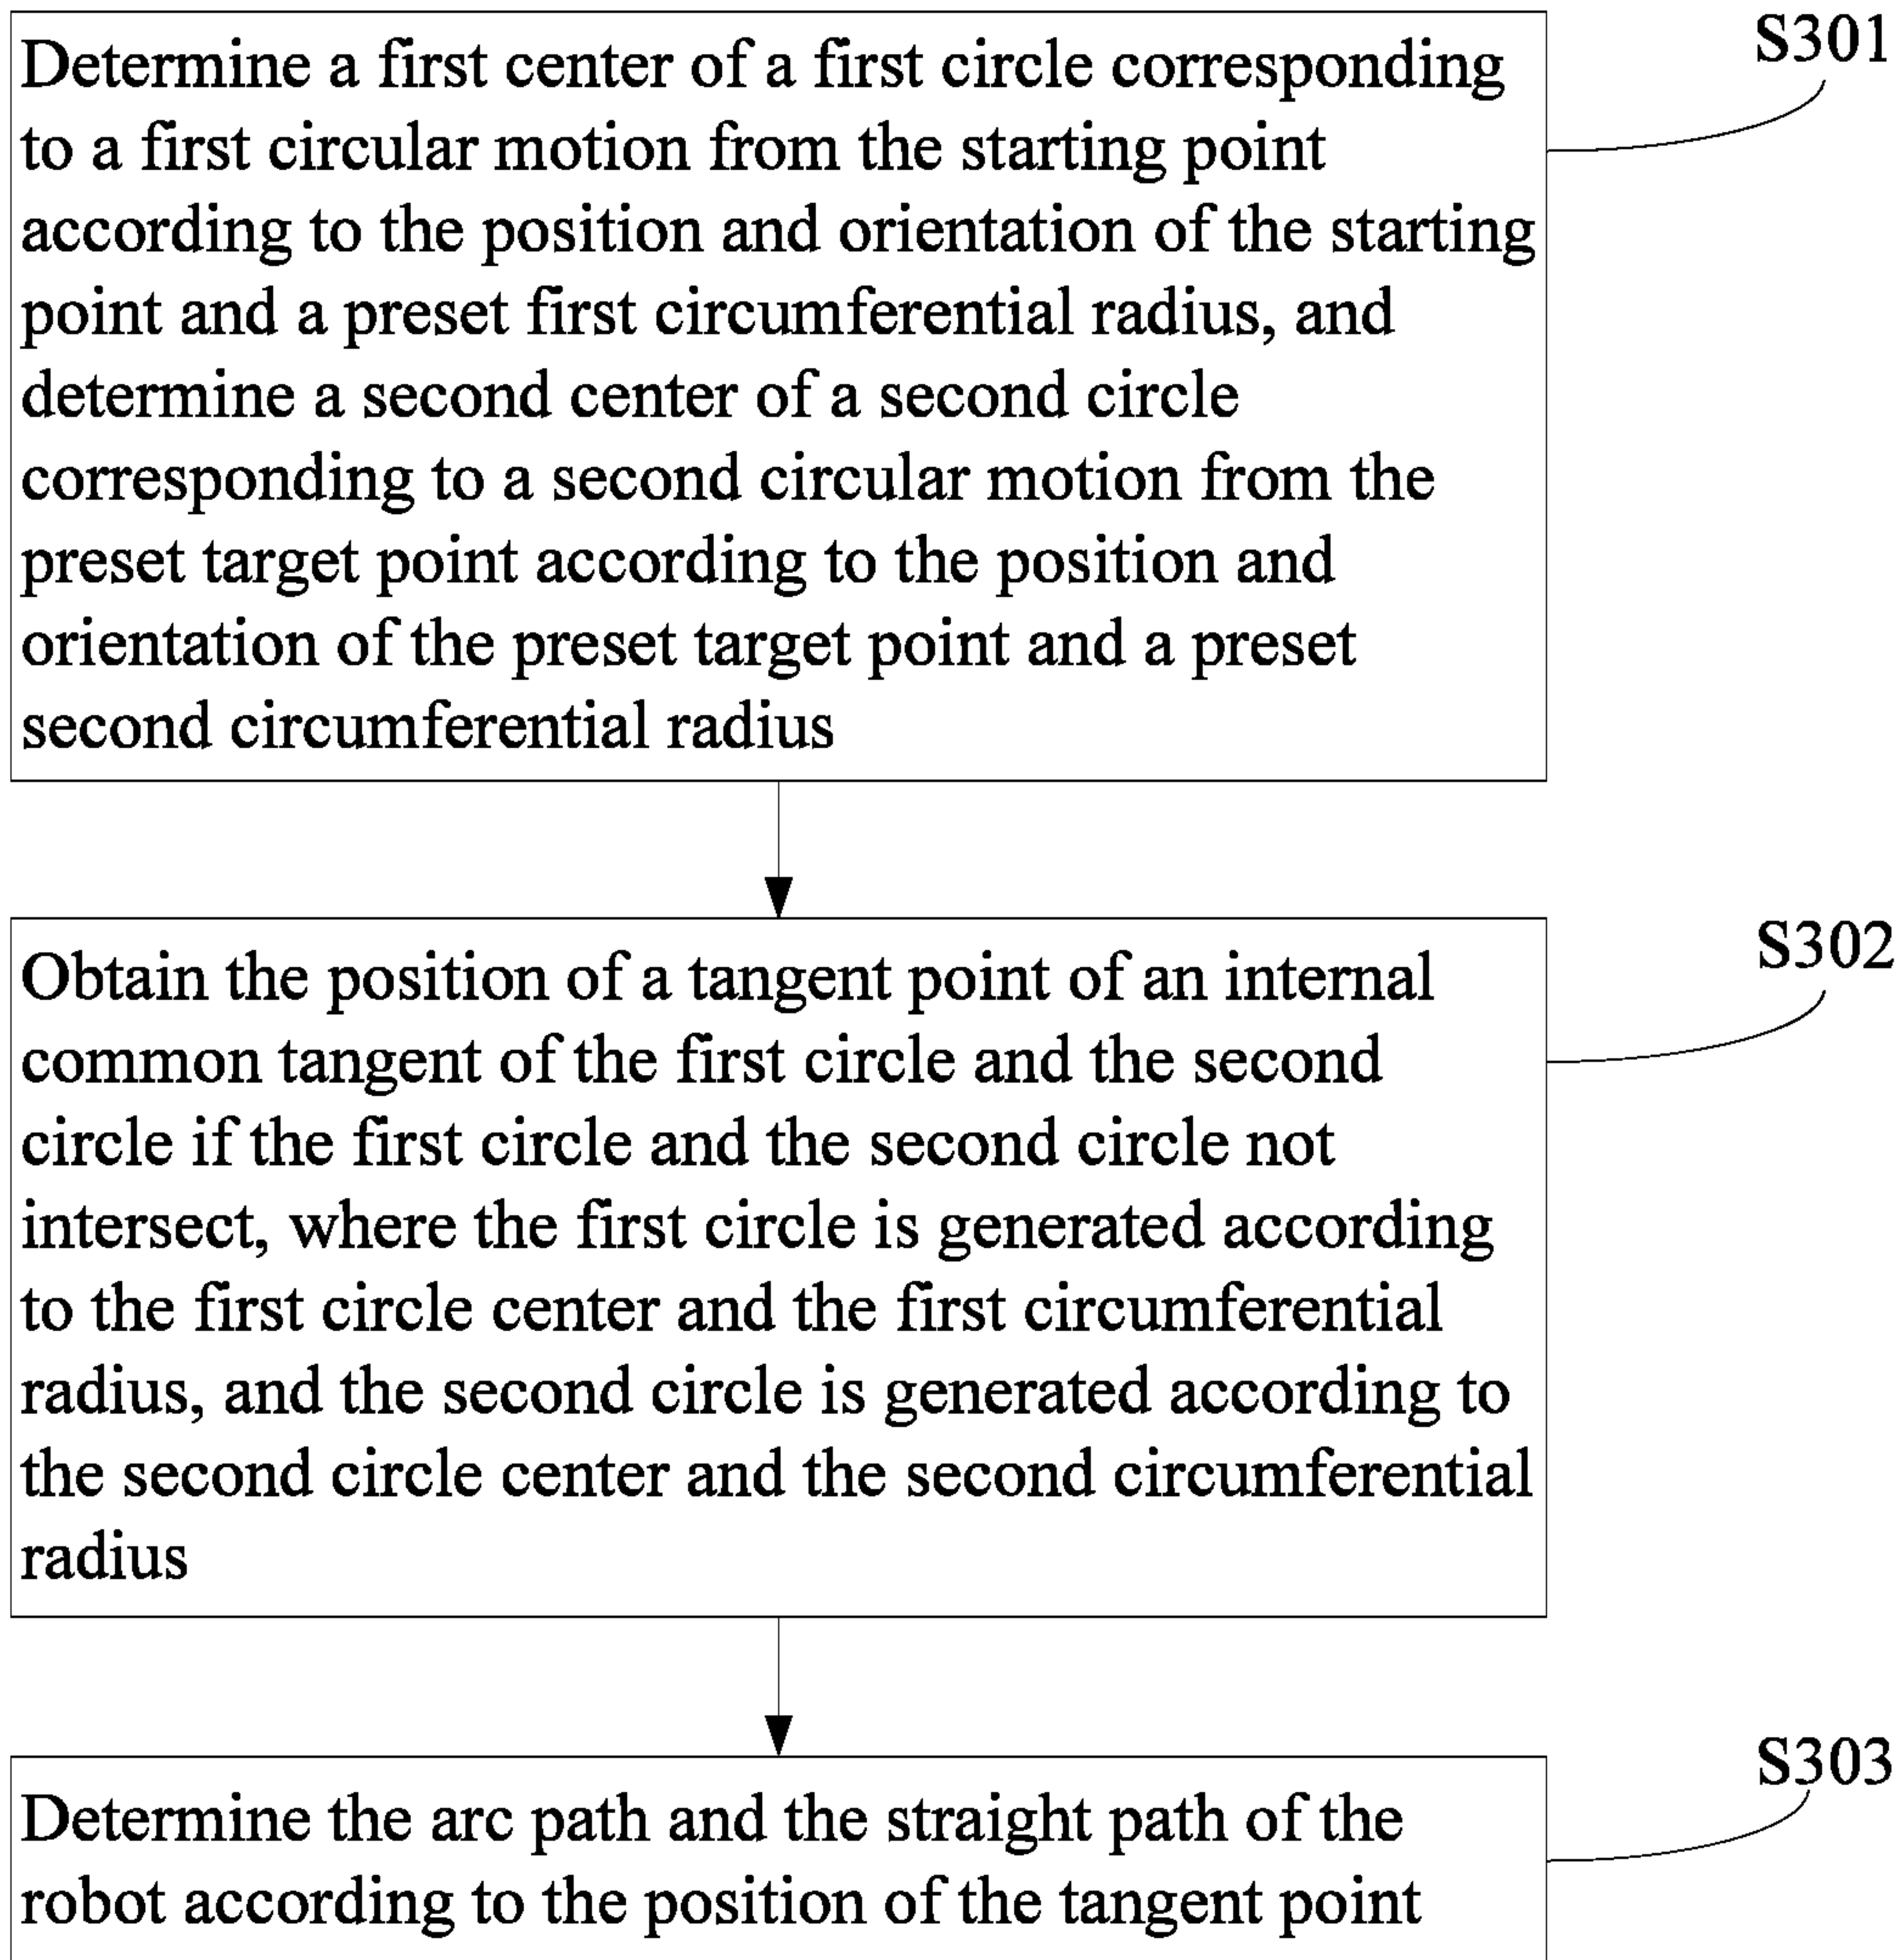 S301
Determine a first center of a first circle corresponding
to a first circular motion from the starting point
according to the position and orientation of the starting
point and a preset first circumferential radius, and
determine a second center of a second circle
corresponding to a second circular motion from the
preset target point according to the position and
orientation of the preset target point and a preset
second circumferential radius
S302
Obtain the position of a tangent point of an internal
common tangent of the first circle and the second
circle if the first circle and the second circle not
intersect, where the first circle is generated according
to the first circle center and the first circumferential
radius, and the second circle is generated according to
the second circle center and the second circumferential
radius
S303
Determine the arc path and the straight path of the
robot according to the position of the tangent point